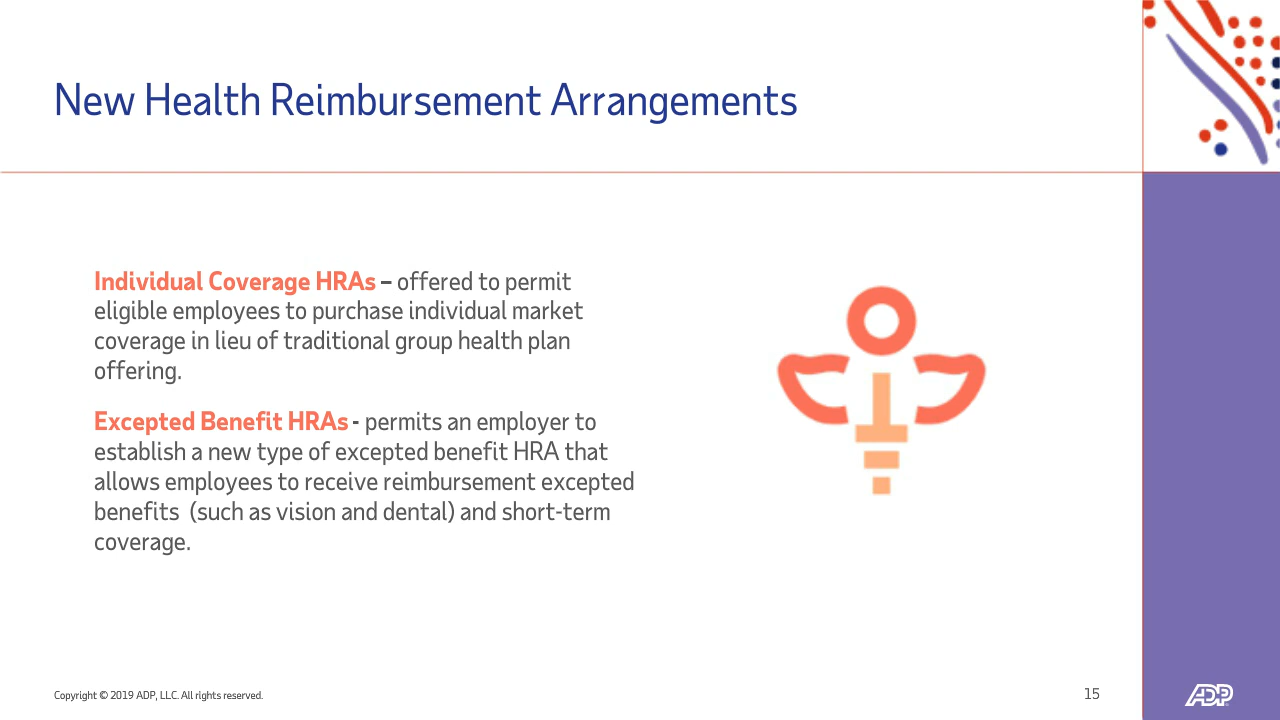 New Health Reimbursement Arrangements
Individual Coverage HRAs – offered to permit
eligible employees to purchase individual market
coverage in lieu of traditional group health plan
offering.
Excepted Benefit HRAs - permits an employer to
establish a new type of excepted benefit HRA that
allows employees to receive reimbursement excepted
benefits  (such as vision and dental) and short-term
coverage.
Copyright © 2019 ADP, LLC. All rights reserved.
15
ADP